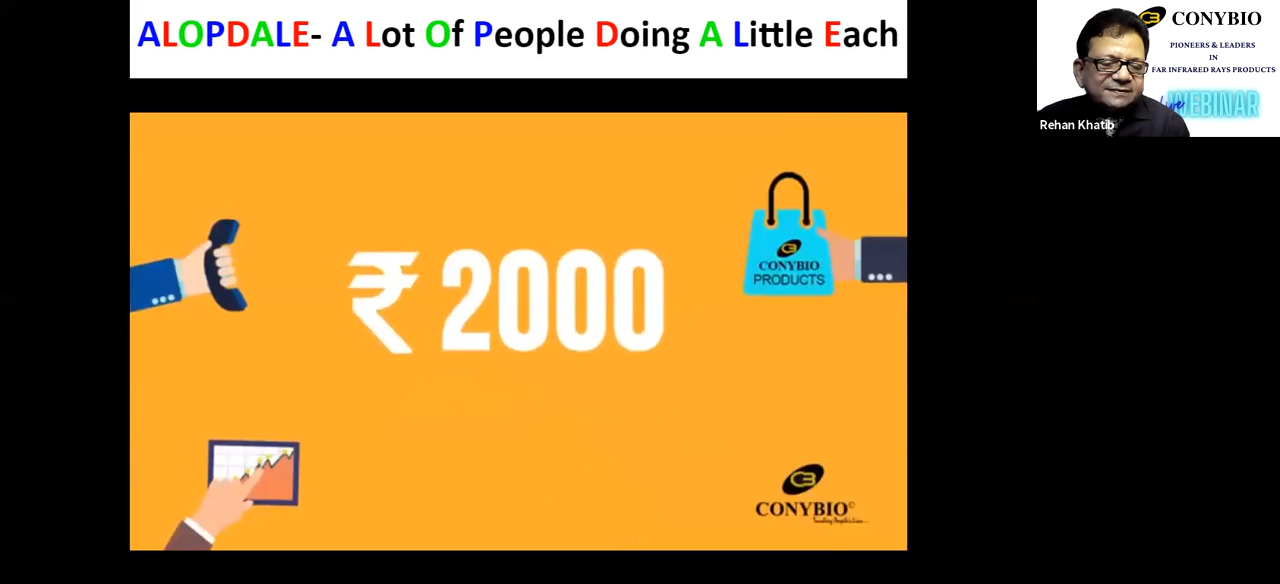 ALOPDALE- A Lot Of People Doing A Little Each
₹ 2000
CONYBIO
PRODUCTS
CONYBIO©
CONYBIO
PIONEERS & LEADERS
IN
FAR INFRARED RAYS PRODUCTS
Live WEBINAR
Rehan Khatib